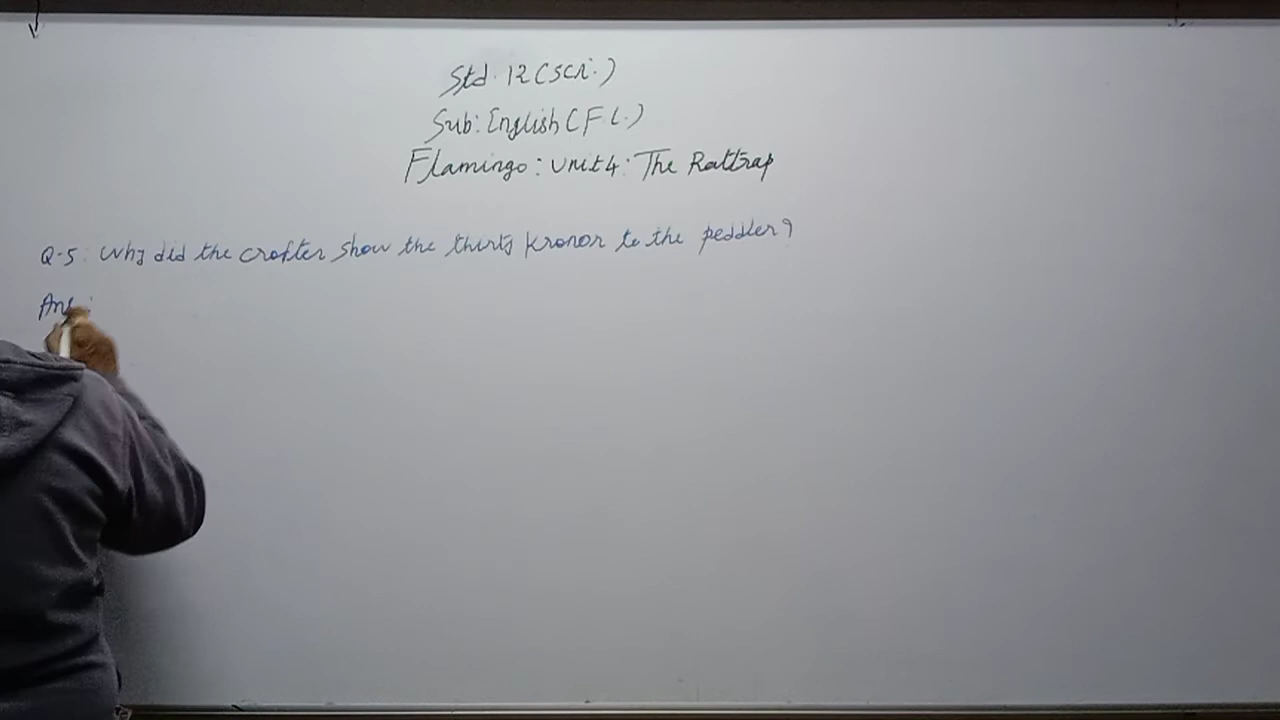 Std. 12 (Sci.)
Sub: English (F L.)
Flamingo: Unit 4: The Rattrap
Q-5: Why did the crofter show the thirty kronor to the peddler?
Ans: